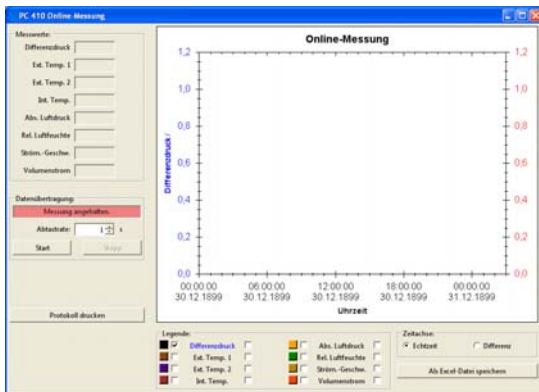 PC 410 Online Messung
Messwerte:
Differenzdruck
Ext. Temp. 1
Ext. Temp. 2
Int. Temp.
Abs. Luftdruck
Rel. Luftfeuchte
Ström.-Geschw.
Volumenstrom
Datenübertragung:
Messung angehalten.
Abtastrate: 1 s
Start Stopp
Protokoll drucken
Online-Messung
1,2 1,2
1,0 1,0
0,8 0,8
0,6 0,6
0,4 0,4
0,2 0,2
0,0 0,0
Differenzdruck/
00:00:00 06:00:00 12:00:00 18:00:00 00:00:00
30.12.1899 30.12.1899 30.12.1899 30.12.1899 31.12.1899
Uhrzeit
Legende:
Differenzdruck Abs. Luftdruck
Ext. Temp. 1 Rel. Luftfeuchte
Ext. Temp. 2 Ström.-Geschw.
Int. Temp. Volumenstrom
Zeitachse:
Echtzeit Differenz
Als Excel-Datei speichern